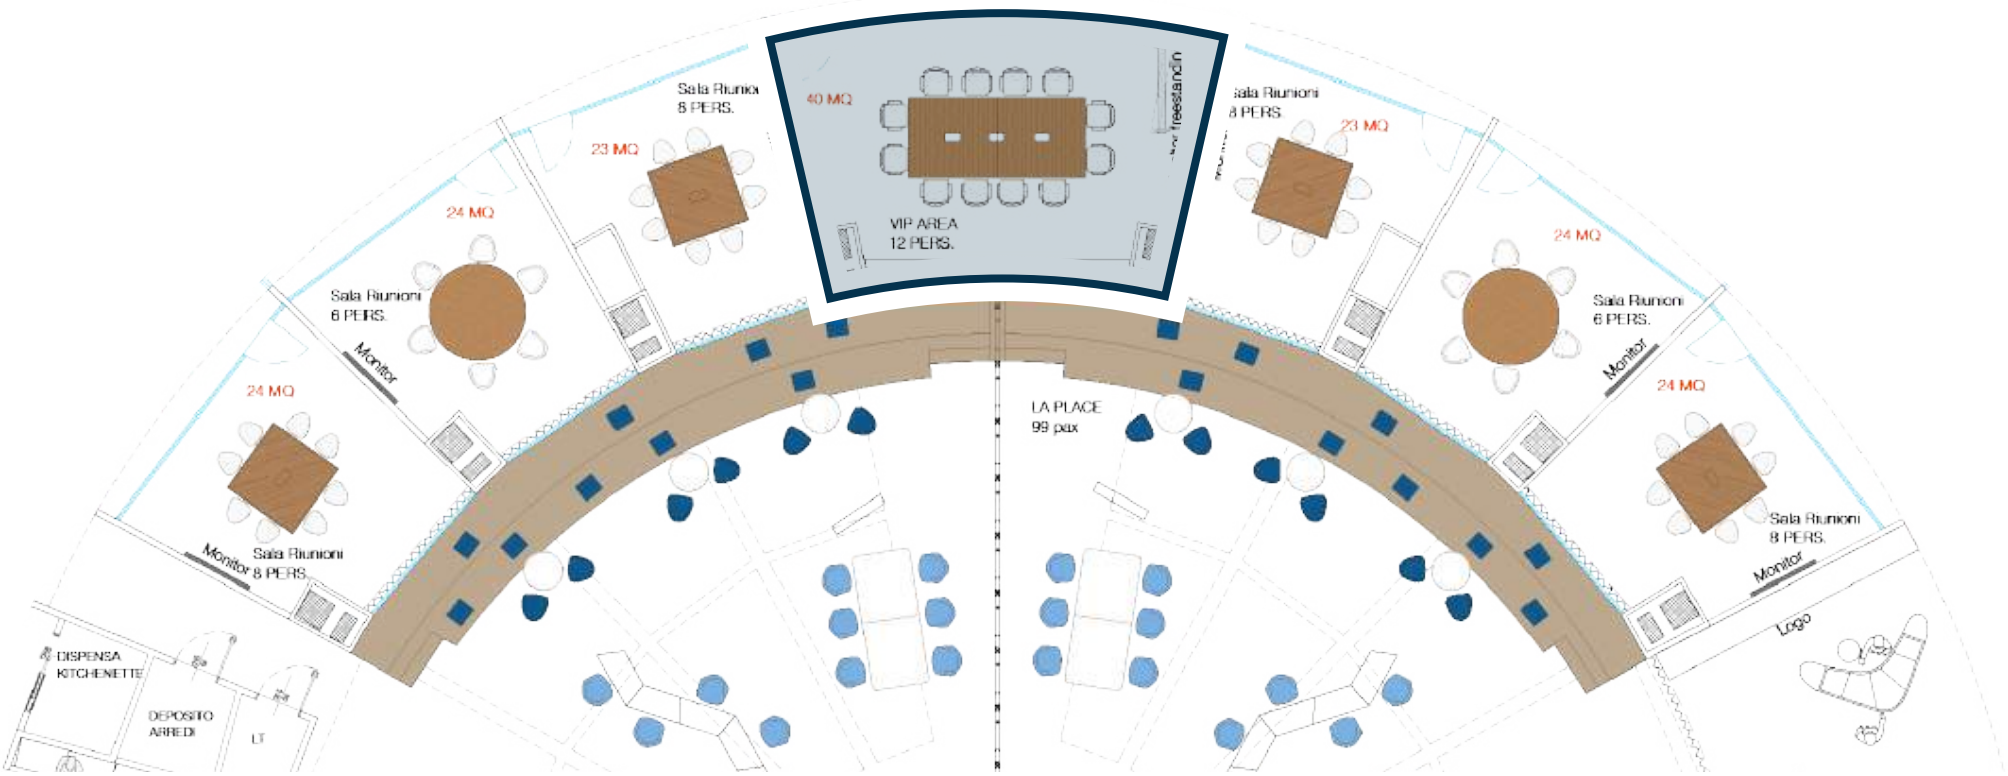 Sala Riunio
8 PERS.
23 MQ
40 MQ
VIP AREA
12 PERS.
freestandin
Sala Riunioni
8 PERS.
23 MQ
24 MQ
Sala Riunioni
6 PERS.
Monitor
24 MQ
Sala Riunioni
6 PERS.
Monitor
24 MQ
Sala Riunioni
8 PERS.
Monitor
24 MQ
Sala Riunioni
8 PERS.
Monitor
LA PLACE
99 pax
Logo
DISPENSA
KITCHENETTE
DEPOSITO
ARREDI
LT